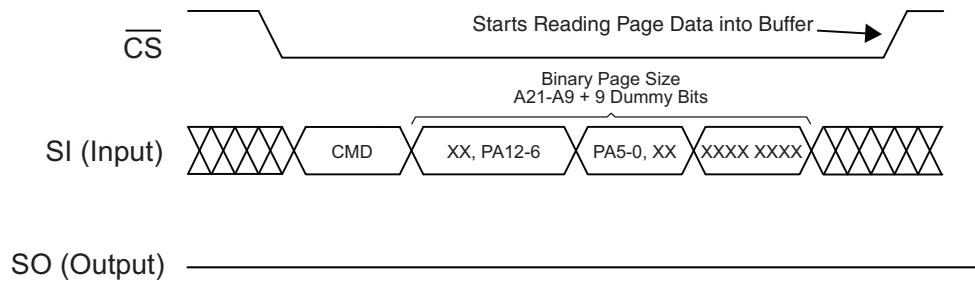 Starts Reading Page Data into Buffer
CS
Binary Page Size
A21-A9 + 9 Dummy Bits
SI (Input)
CMD
XX, PA12-6
PA5-0, XX
XXXX XXXX
SO (Output)